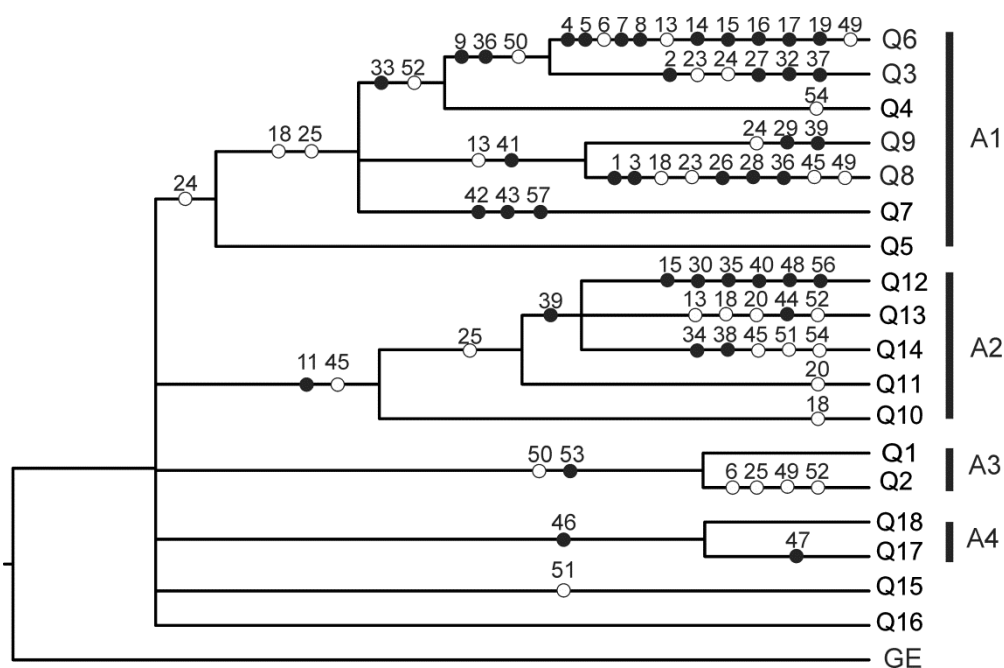 4 5 6 7 8 13 14 15 16 17 19 49 Q6
9 36 50
2 23 24 27 32 37 Q3
33 52
54 Q4
A1
24 29 39 Q9
18 25
13 41
1 3 18 23 26 28 36 45 49 Q8
42 43 57 Q7
24
Q5
15 30 35 40 48 56 Q12
39
13 18 20 44 52 Q13
25
34 38 45 51 54 Q14
A2
11 45
20 Q11
18 Q10
Q1
50 53
A3
6 25 49 52 Q2
Q18
46
A4
47 Q17
51 Q15
Q16
GE